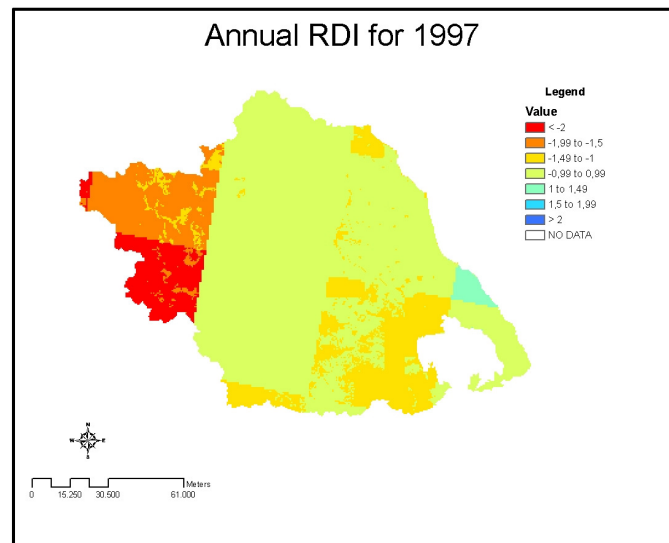 Annual RDI for 1997
Legend
Value
< -2
-1,99 to -1,5
-1,49 to -1
-0,99 to 0,99
1 to 1,49
1,5 to 1,99
> 2
NO DATA
N
W E
S
Meters
0 15.250 30.500 61.000